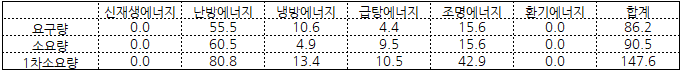 신재생에너지 난방에너지 냉방에너지 급탕에너지 조명에너지 환기에너지 합계
요구량 0.0 55.5 10.6 4.4 15.6 0.0 86.2
소요량 0.0 60.5 4.9 9.5 15.6 0.0 90.5
1차소요량 0.0 80.8 13.4 10.5 42.9 0.0 147.6